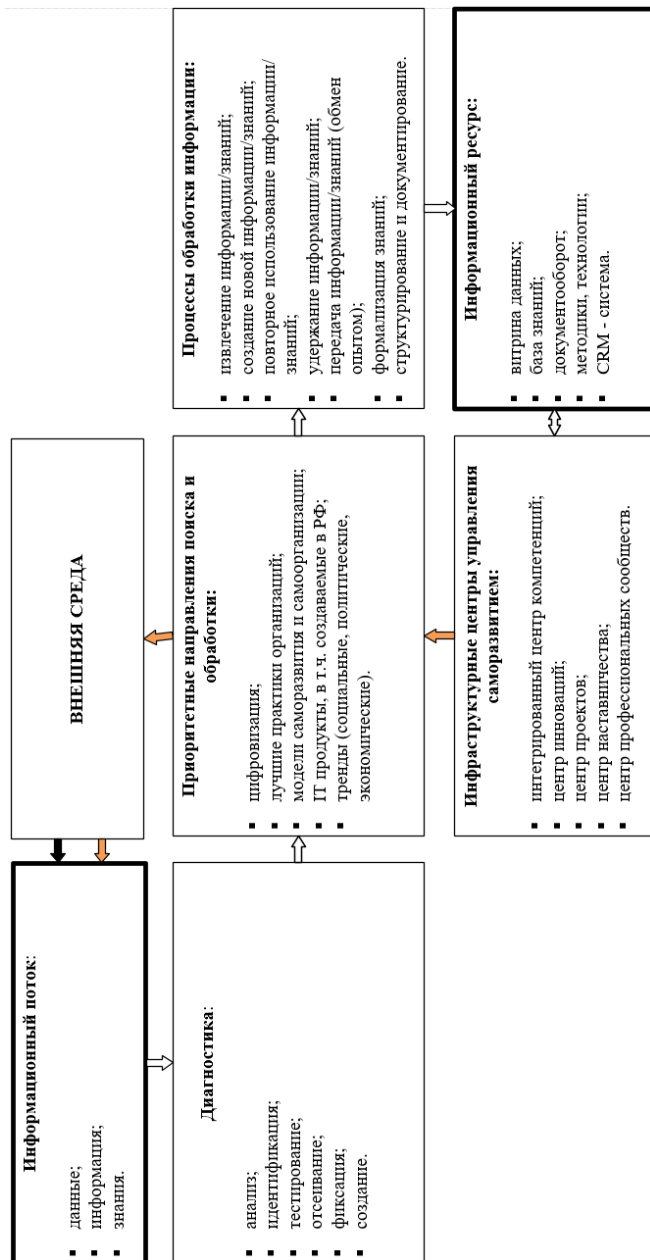 Информационный поток:
▪ данные;
▪ информация;
▪ знания.
ВНЕШНЯЯ СРЕДА
Диагностика:
▪ анализ;
▪ идентификация;
▪ тестирование;
▪ отсеивание;
▪ фиксация;
▪ создание.
Приоритетные направления поиска и
обработки:
▪ цифровизация;
▪ лучшие практики организаций;
▪ модели саморазвития и самоорганизации;
▪ IT продукты, в т.ч. создаваемые в РФ;
▪ тренды (социальные, политические,
экономические).
Процессы обработки информации:
▪ извлечение информации/знаний;
▪ создание новой информации/знаний;
▪ повторное использование информации/
знаний;
▪ удержание информации/знаний;
▪ передача информации/знаний (обмен
опытом);
▪ формализация знаний;
▪ структурирование и документирование.
Инфраструктурные центры управления
саморазвитием:
▪ интегрированный центр компетенций;
▪ центр инноваций;
▪ центр проектов;
▪ центр наставничества;
▪ центр профессиональных сообществ.
Информационный ресурс:
▪ витрина данных;
▪ база знаний;
▪ документооборот;
▪ методики, технологии;
▪ CRM - система.